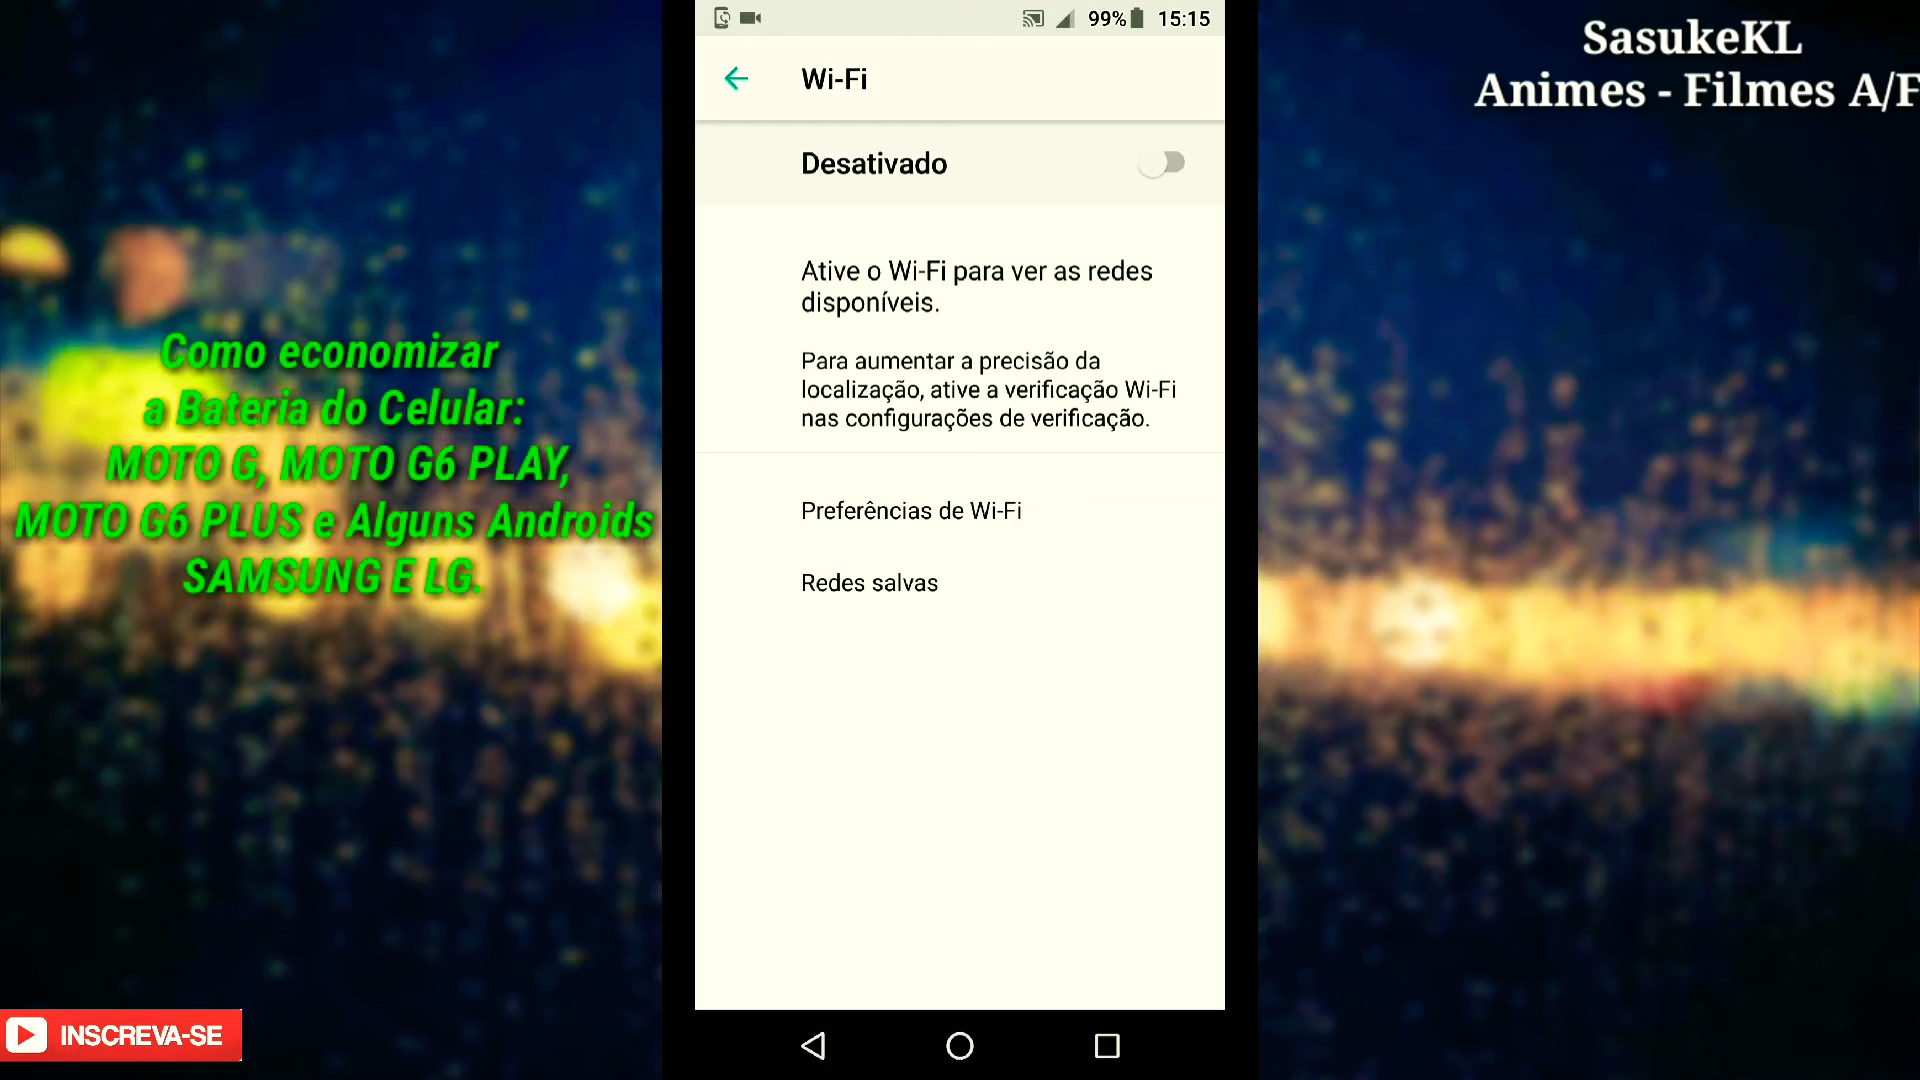 99% 15:15
Wi-Fi
Desativado
Ative o Wi-Fi para ver as redes
disponíveis.
Para aumentar a precisão da
localização, ative a verificação Wi-Fi
nas configurações de verificação.
Preferências de Wi-Fi
Redes salvas
Como economizar
a Bateria do Celular:
MOTO G, MOTO G6 PLAY,
MOTO G6 PLUS e Alguns Androids
SAMSUNG E LG.
INSCREVA-SE
SasukeKL
Animes - Filmes A/F